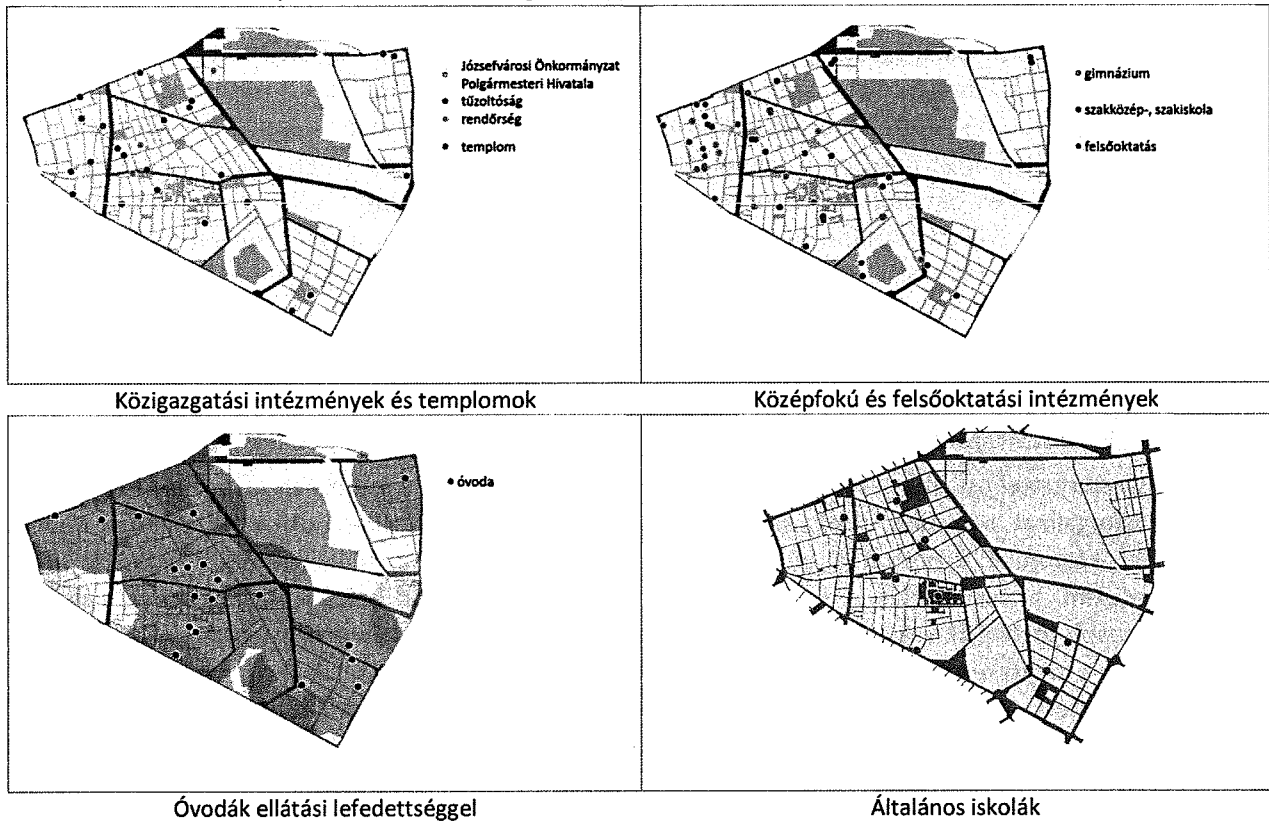 Józsefvárosi Önkormányzat
Polgármesteri Hivatala
tűzoltóság
rendőrség
templom
gimnázium
szakközép-, szakiskola
felsőoktatás
Közigazgatási intézmények és templomok
Középfokú és felsőoktatási intézmények
óvoda
Óvodák ellátási lefedettséggel
Általános iskolák